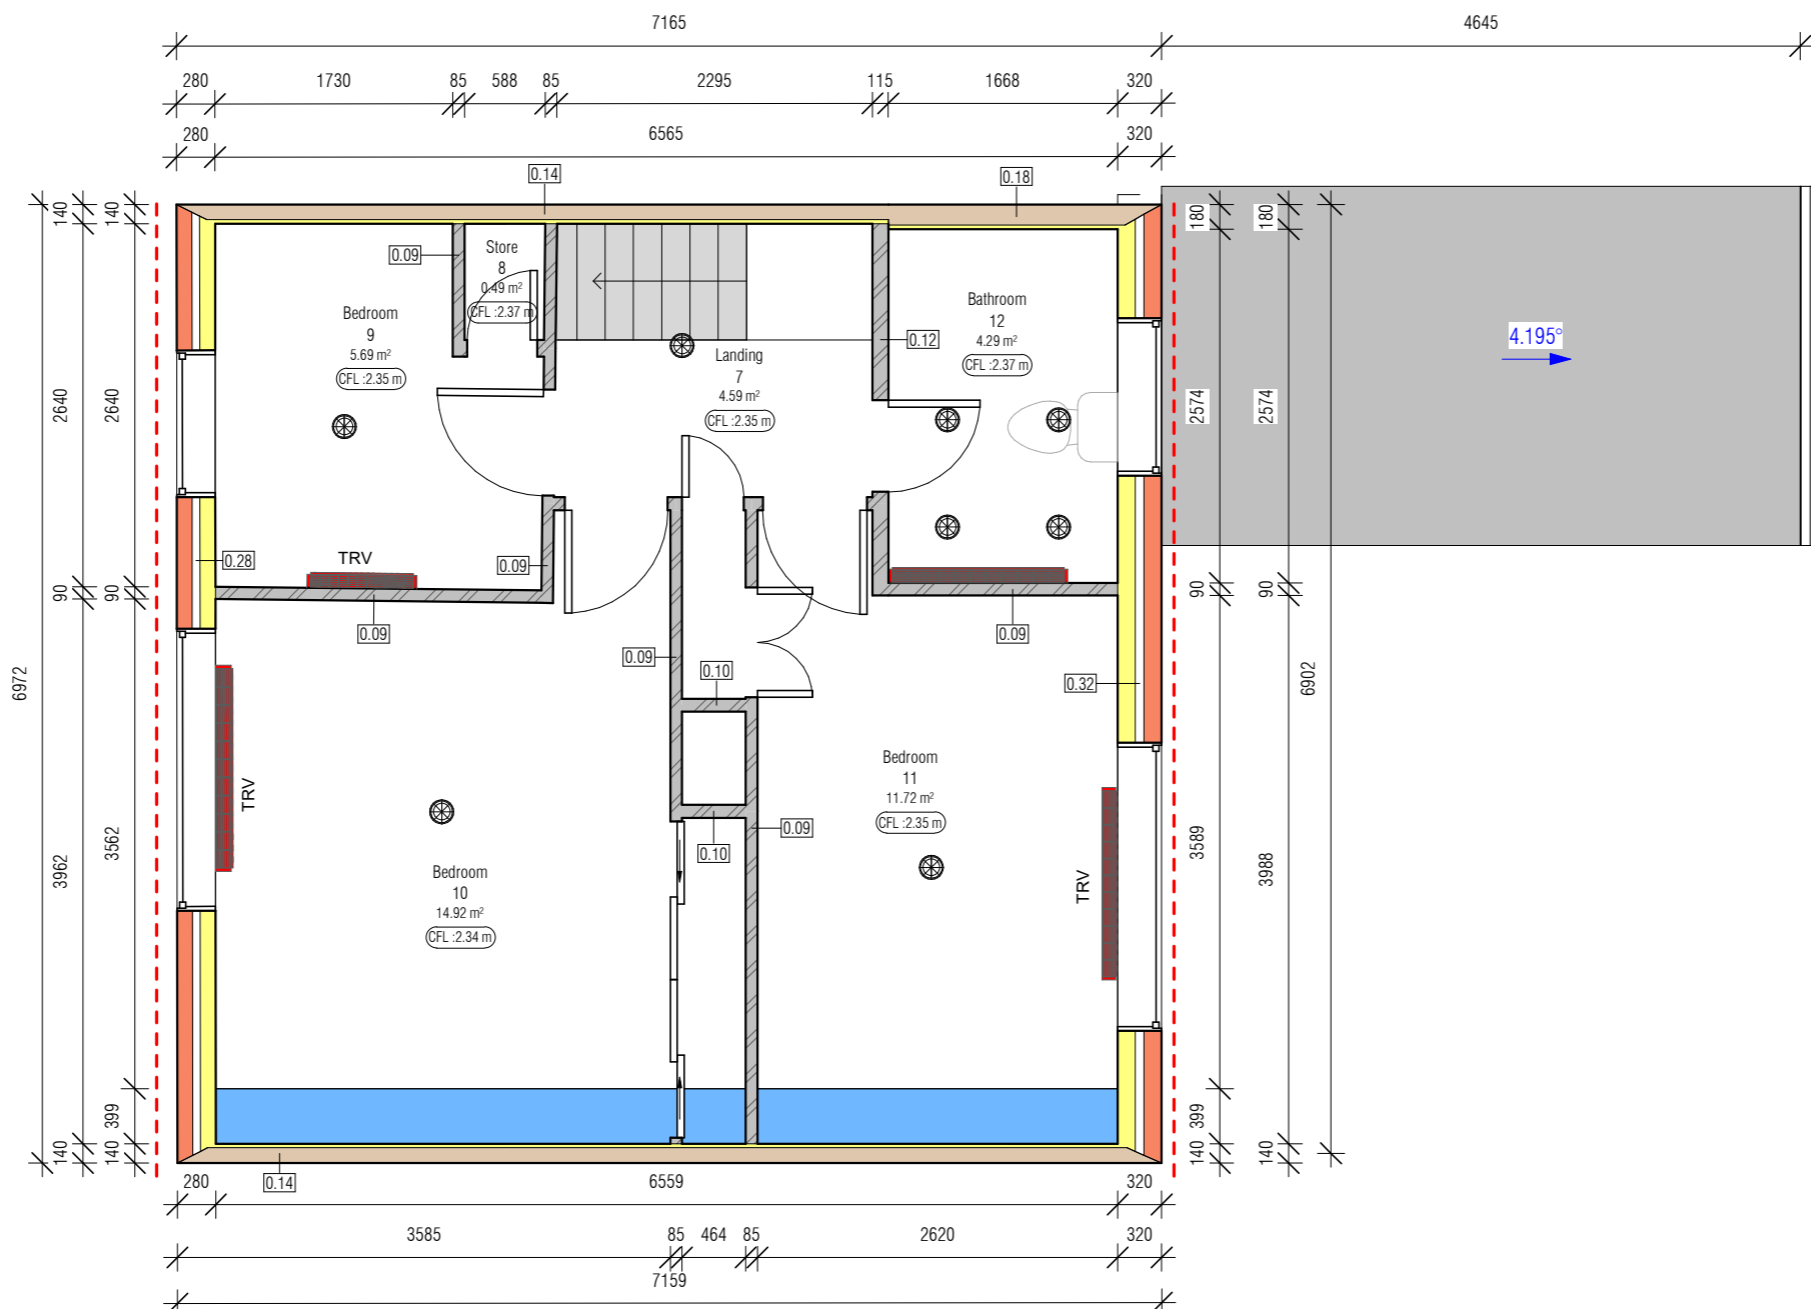 7165 4645
280 1730 85 588 85 2295 115 1668 320
280 6565 320
0.14 0.18
140 140 180 180
0.09
Store
8
0.49 m²
CFL :2.37 m
Bedroom
9
5.69 m²
CFL :2.35 m
Bathroom
12
4.29 m²
CFL :2.37 m
0.12
4.195°
Landing
7
4.59 m²
CFL :2.35 m
2640 2640 2574 2574
0.28
TRV
0.09
90 90 90 90
0.09 0.09
0.09
0.10
0.32
6972 6902
TRV
Bedroom
11
11.72 m²
CFL :2.35 m
0.09
0.10
3962 3562 3589 3988
Bedroom
10
14.92 m²
CFL :2.34 m
TRV
399 399
140 140 140 140
0.14
280 6559 320
3585 85 464 85 2620 320
7159